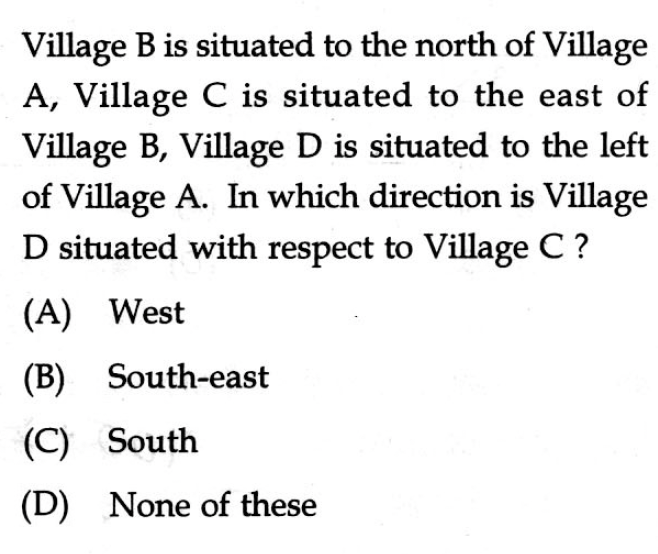 Village B is situated to the north of Village
A, Village C is situated to the east of
Village B, Village D is situated to the left
of Village A. In which direction is Village
D situated with respect to Village C ?
(A) West
(B) South-east
(C) South
(D) None of these